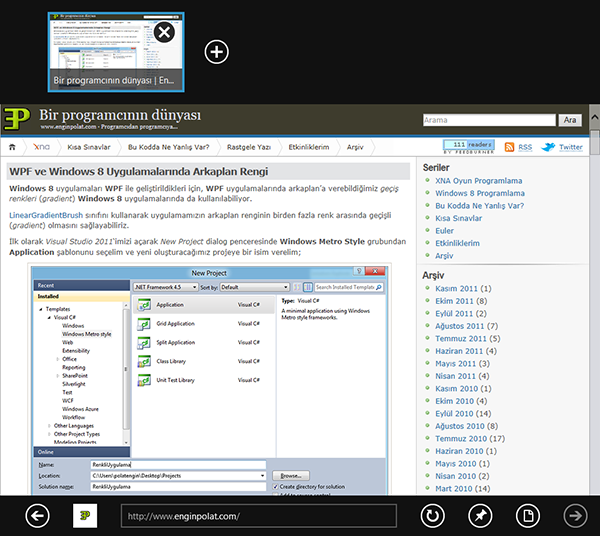 Bir programcının dünyası | En...
Bir programcının dünyası
www.enginpolat.com - Programcıdan programcıya...
Arama
Ara
XNA
Kısa Sınavlar
Bu Kodda Ne Yanlış Var?
Rastgele Yazı
Etkinliklerim
Arşiv
111 readers
BY FEEDBURNER
RSS
Twitter
WPF ve Windows 8 Uygulamalarında Arkaplan Rengi
Windows 8 uygulamaları WPF ile geliştirildikleri için, WPF uygulamalarında arkaplan'a verebildiğimiz geçiş
renkleri (gradient) Windows 8 uygulamalarında da kullanılabiliyor.
LinearGradientBrush sınıfını kullanarak uygulamamızın arkaplan renginin birden fazla renk arasında geçişli
(gradient) olmasını sağlayabiliriz.
İlk olarak Visual Studio 2011'imizi açarak New Project dialog penceresinde Windows Metro Style grubundan
Application şablonunu seçelim ve yeni oluşturacağımız projeye bir isim verelim;
New Project
Recent
Installed
Templates
Visual C#
Windows
Windows Metro style
Web
Extensibility
Office
Reporting
SharePoint
Silverlight
Test
WCF
Windows Azure
Workflow
Other Languages
Other Project Types
Modeling Projects
Online
.NET Framework 4.5
Sort by: Default
Search Installed Templat
Application Visual C#
Grid Application Visual C#
Split Application Visual C#
Class Library Visual C#
Unit Test Library Visual C#
Type: Visual C#
A minimal application using Windows
Metro style frameworks.
Name: RenkliUygulama
Location: C:\Users\polatengin\Desktop\Projects
Browse...
Solution name: RenkliUygulama
Create directory for solution
Add to source control
Seriler
XNA Oyun Programlama
Windows 8 Programlama
Bu Kodda Ne Yanlış Var?
Kısa Sınavlar
Euler
Etkinliklerim
Arşiv
Arşiv
Kasım 2011 (1)
Ekim 2011 (8)
Eylül 2011 (2)
Ağustos 2011 (7)
Temmuz 2011 (5)
Haziran 2011 (4)
Mayıs 2011 (3)
Nisan 2011 (4)
Kasım 2010 (1)
Ekim 2010 (4)
Eylül 2010 (14)
Ağustos 2010 (8)
Temmuz 2010 (17)
Haziran 2010 (1)
Mayıs 2010 (1)
Nisan 2010 (2)
Mart 2010 (14)
http://www.enginpolat.com/